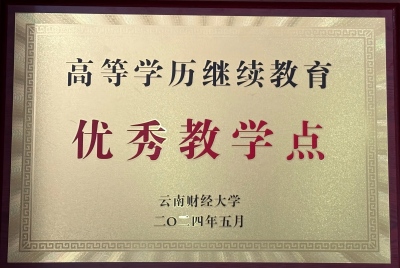 高等学历继续教育
优秀教学点
云南财经大学
二〇二四年五月